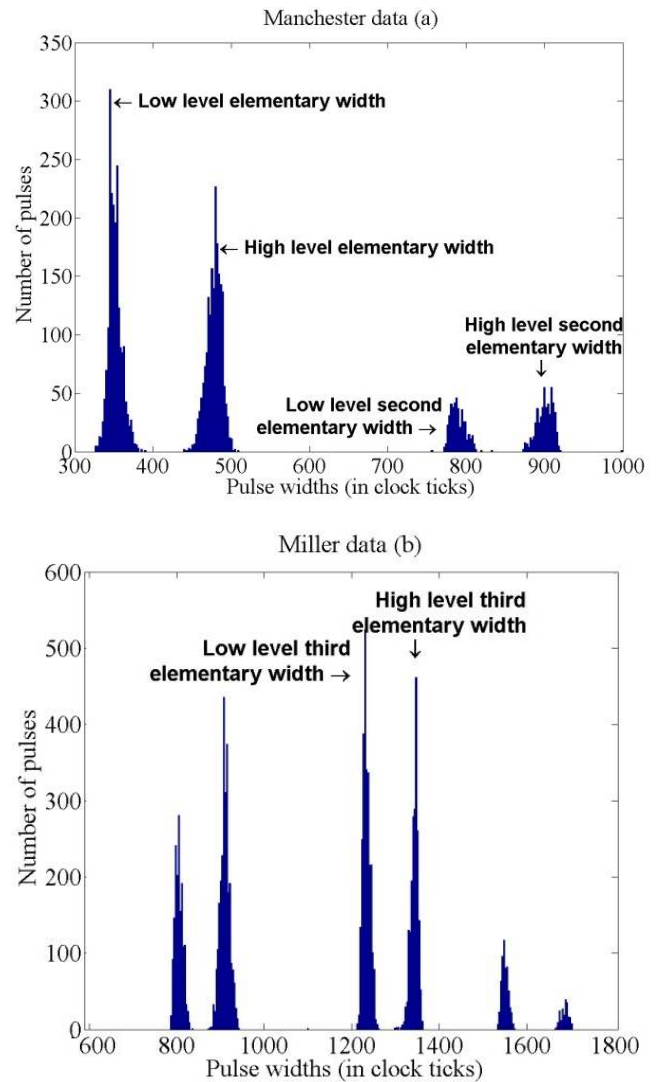 Manchester data (a)
350
300
250
200
150
100
50
0
Number of pulses
← Low level elementary width
← High level elementary width
High level second
elementary width
↓
Low level second
elementary width →
300 400 500 600 700 800 900 1000
Pulse widths (in clock ticks)
Miller data (b)
600
500
400
300
200
100
0
Number of pulses
High level third
elementary width
↓
Low level third
elementary width →
600 800 1000 1200 1400 1600 1800
Pulse widths (in clock ticks)